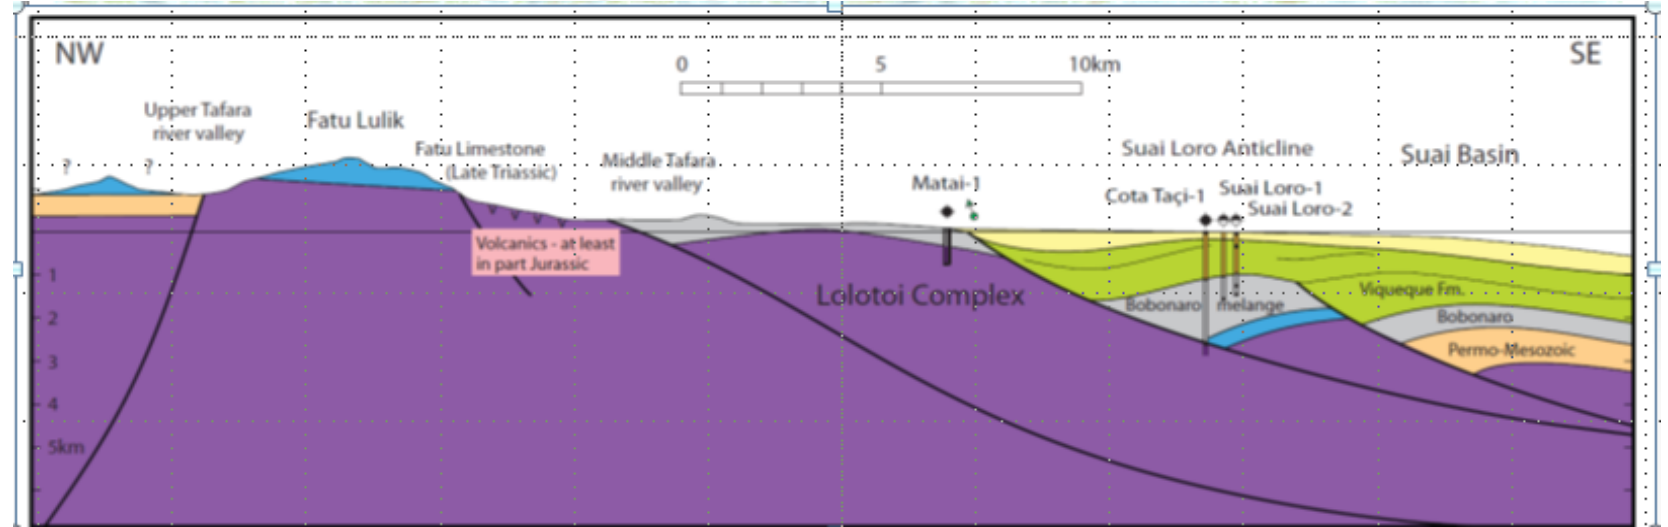 NW
SE
0 5 10km
Upper Tafara
river valley
Fatu Lulik
? ?
Fatu Limestone
(Late Triassic)
Middle Tafara
river valley
Matai-1
Suai Loro Anticline
Suai Basin
Cota Taçi-1
Suai Loro-1
Suai Loro-2
Volcanics - at least
in part Jurassic
Lolotoi Complex
Bobonaro melange
Viqueque Fm.
Bobonaro
Permo-Mesozoic
1
2
3
4
5km